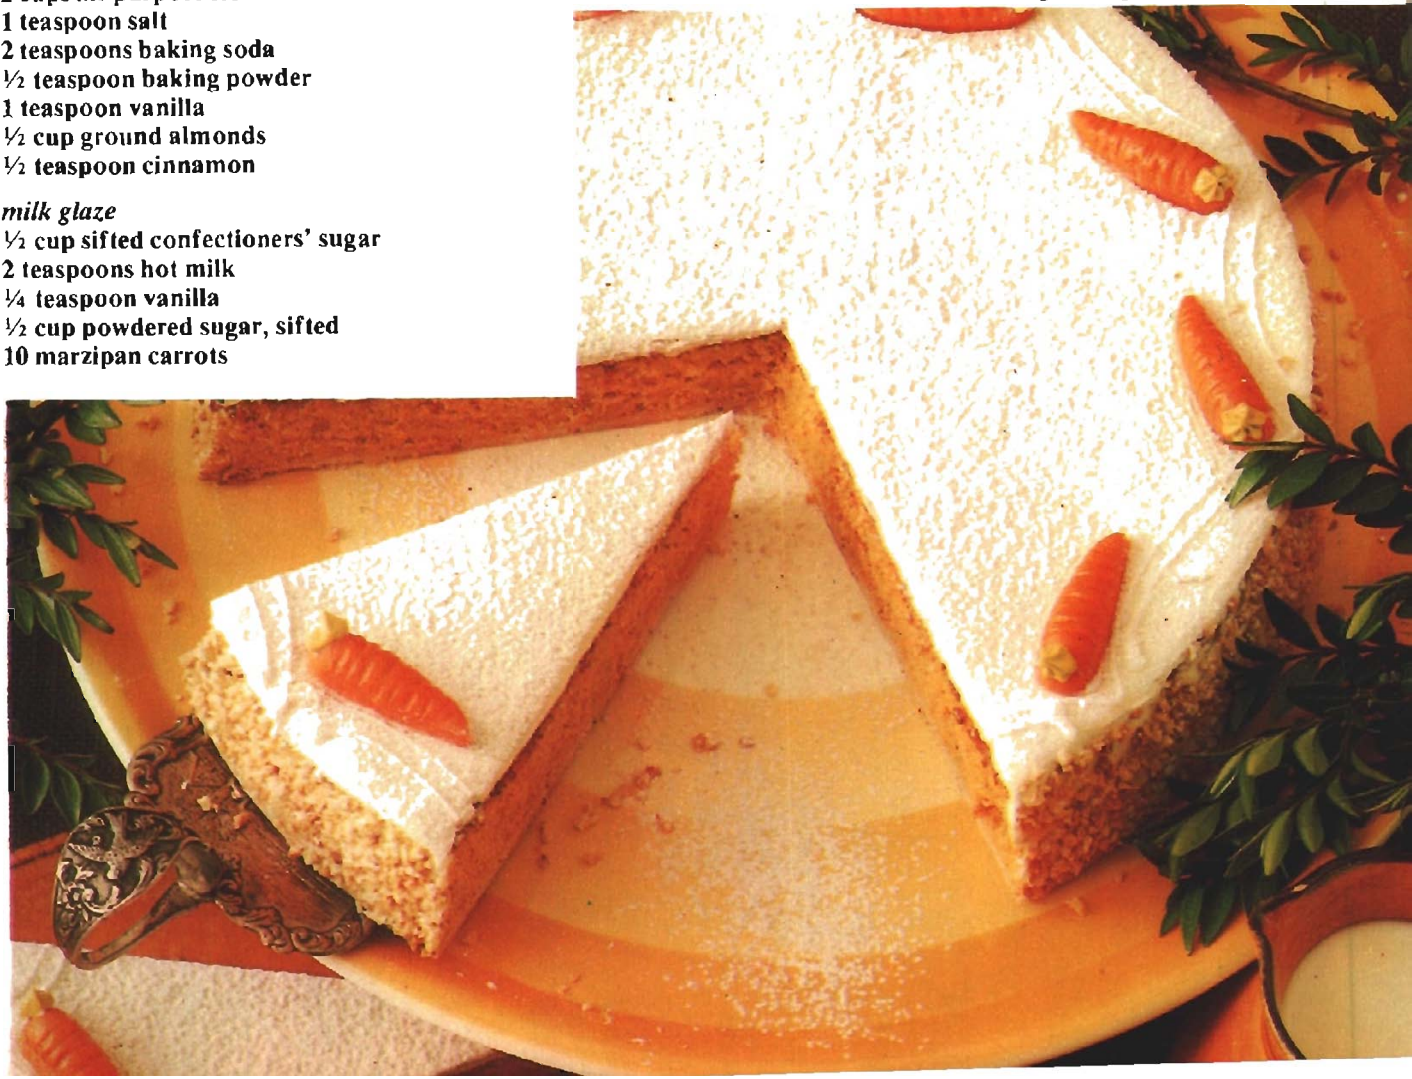 1 teaspoon salt
2 teaspoons baking soda
½ teaspoon baking powder
1 teaspoon vanilla
½ cup ground almonds
½ teaspoon cinnamon
milk glaze
½ cup sifted confectioners' sugar
2 teaspoons hot milk
¼ teaspoon vanilla
½ cup powdered sugar, sifted
10 marzipan carrots